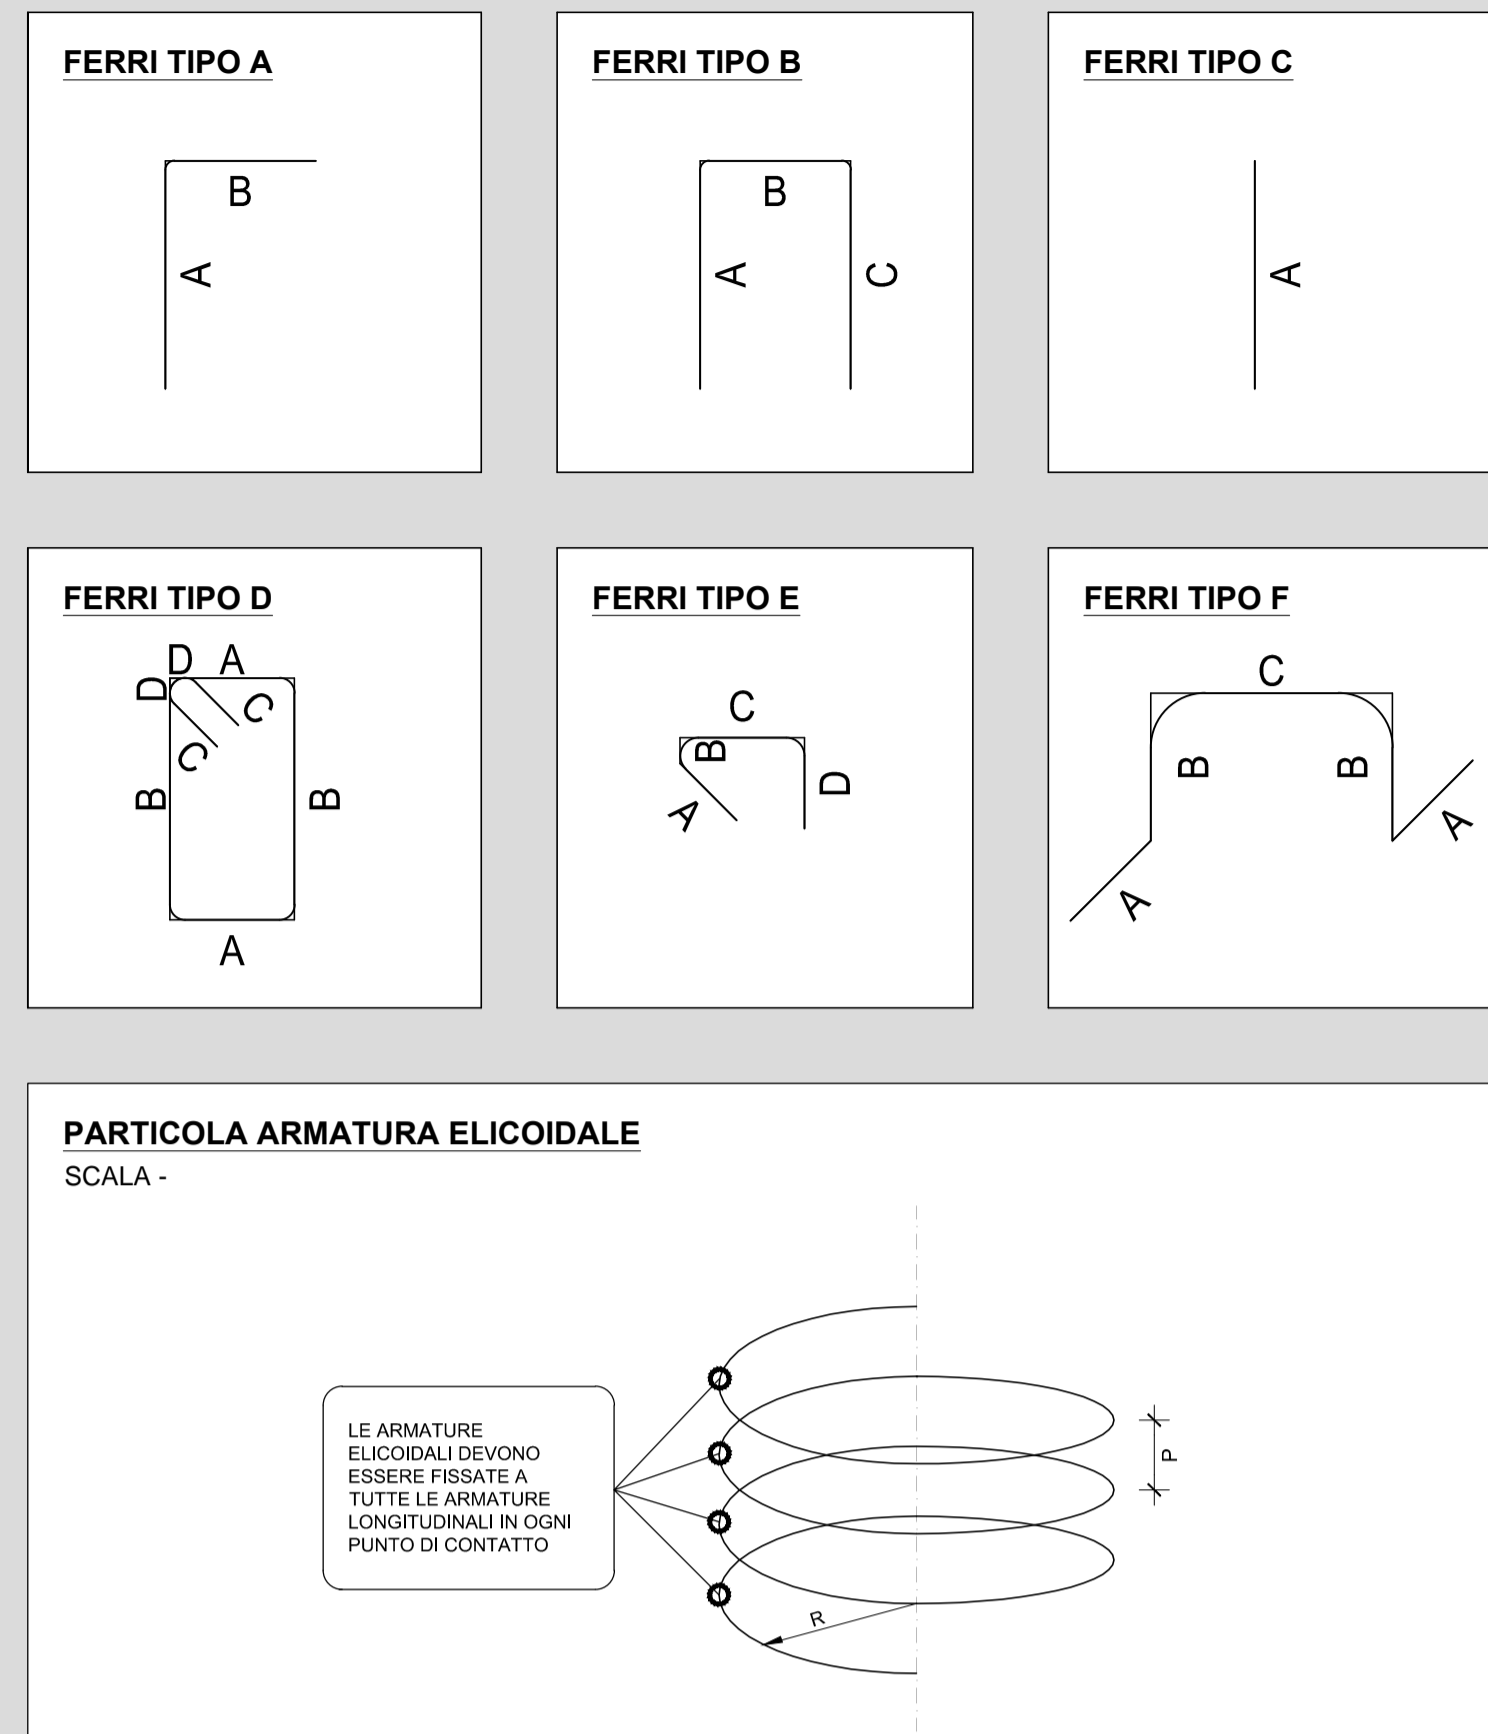 FERRI TIPO A
B
A
FERRI TIPO B
B
A
C
FERRI TIPO C
A
FERRI TIPO D
D A
D
C
C
B
B
A
FERRI TIPO E
C
B
D
A
FERRI TIPO F
C
B
B
A
A
PARTICOLA ARMATURA ELICOIDALE
SCALA -
LE ARMATURE
ELICOIDALI DEVONO
ESSERE FISSATE A
TUTTE LE ARMATURE
LONGITUDINALI IN OGNI
PUNTO DI CONTATTO
P
R